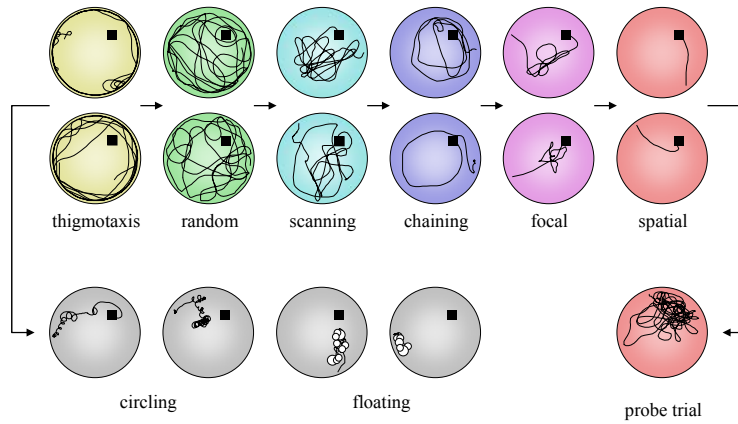 thigmotaxis random scanning chaining focal spatial
circling floating probe trial